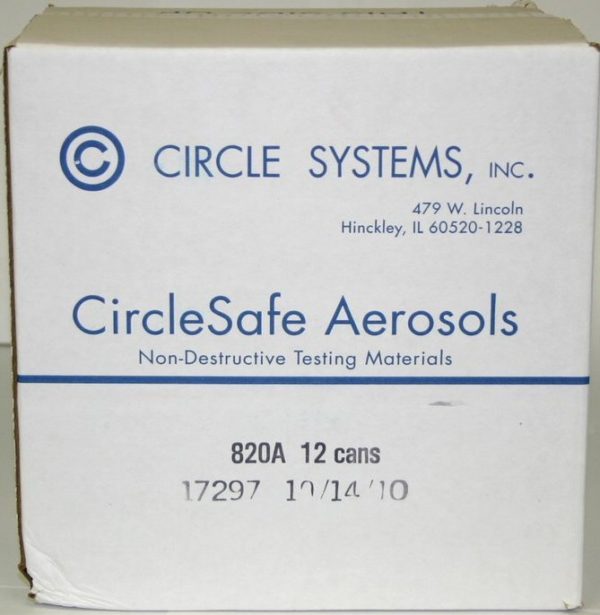 © CIRCLE SYSTEMS, INC.
479 W. Lincoln
Hinckley, IL 60520-1228
CircleSafe Aerosols
Non-Destructive Testing Materials
820A 12 cans
17297 10/14/10